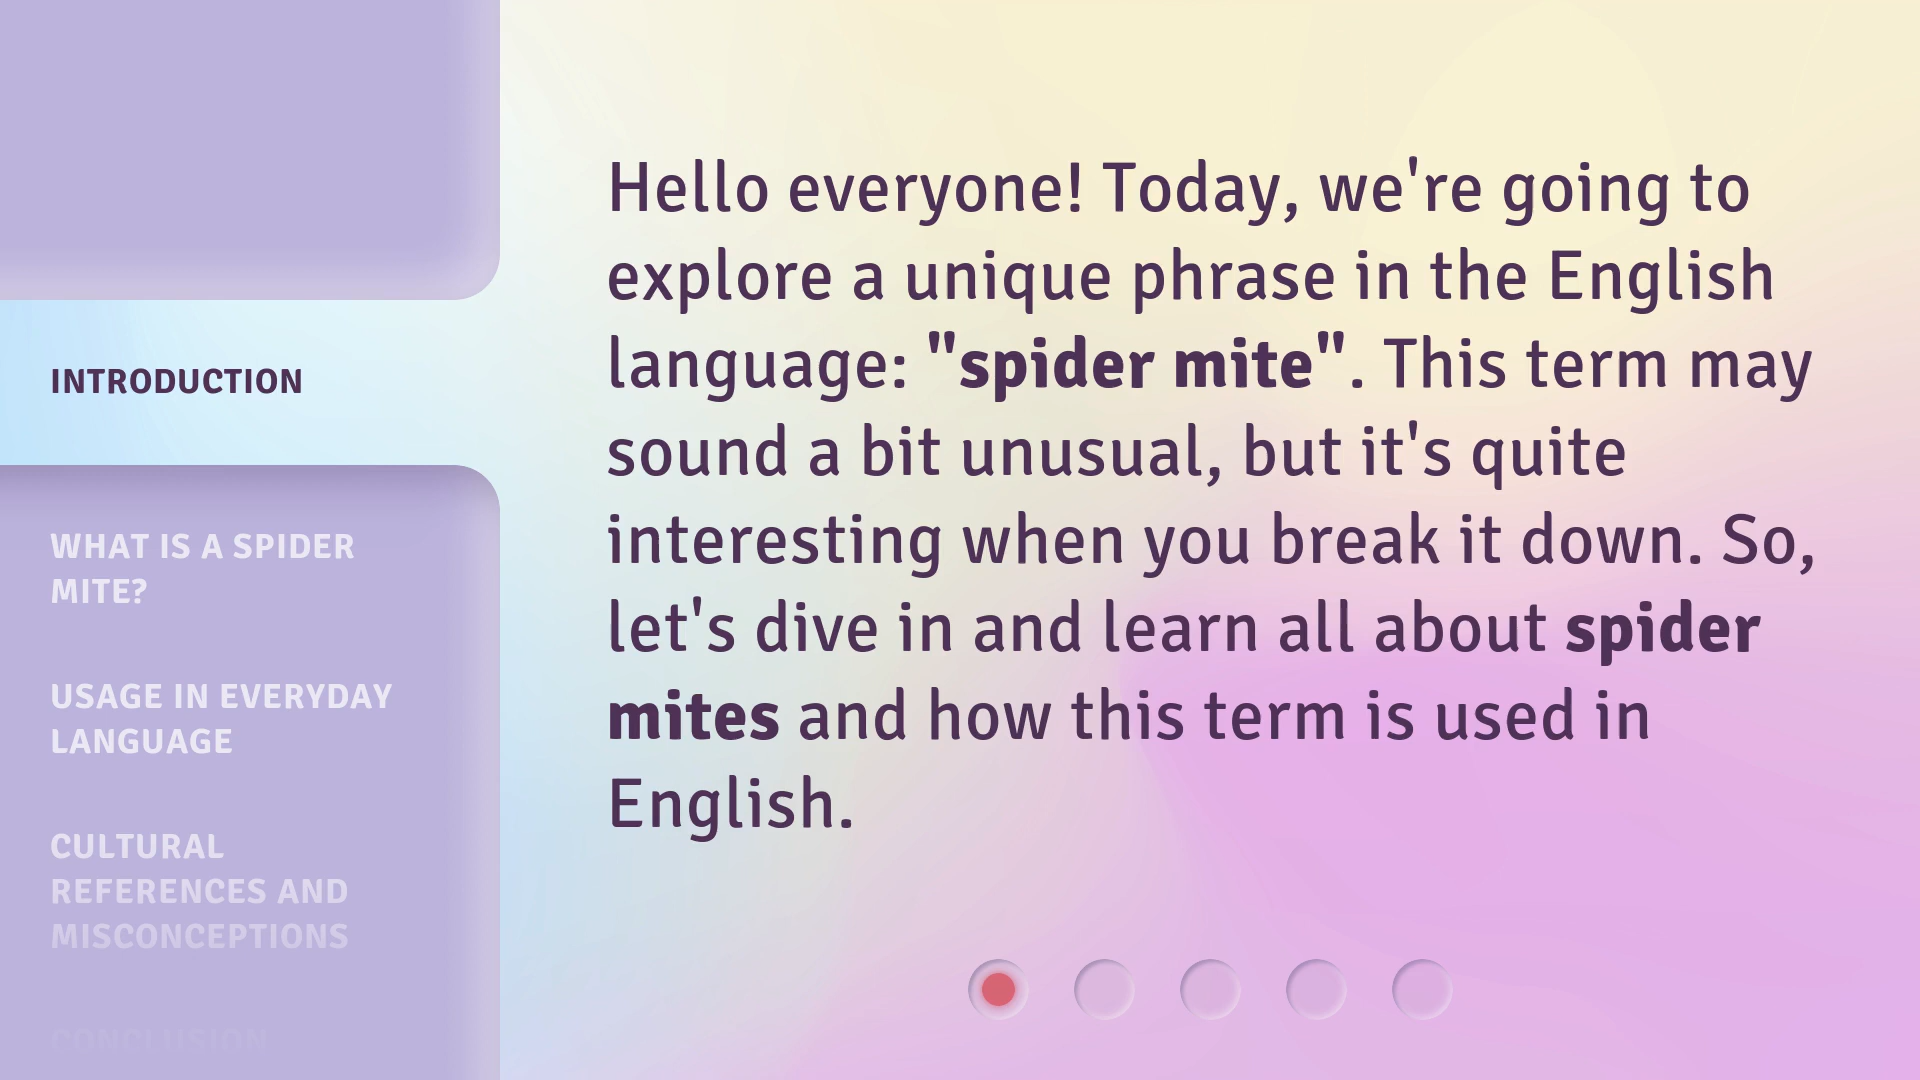 INTRODUCTION
WHAT IS A SPIDER
MITE?
USAGE IN EVERYDAY
LANGUAGE
CULTURAL
REFERENCES AND
MISCONCEPTIONS
CONCLUSION
Hello everyone! Today, we're going to
explore a unique phrase in the English
language: "spider mite". This term may
sound a bit unusual, but it's quite
interesting when you break it down. So,
let's dive in and learn all about spider
mites and how this term is used in
English.